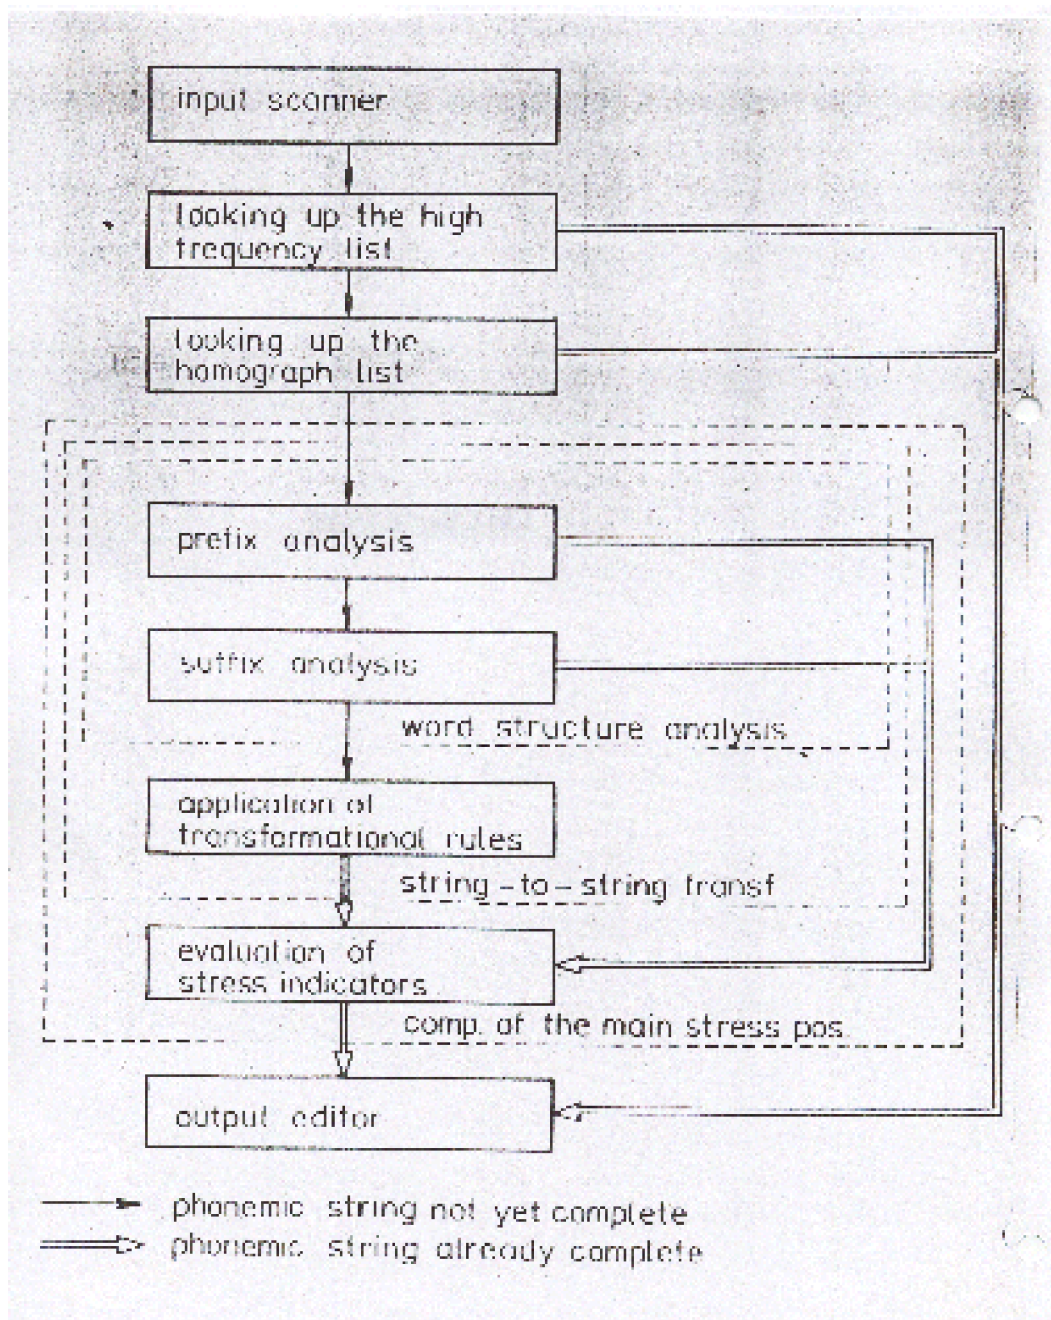 input scanner
looking up the high
frequency list
looking up the
homograph list
prefix analysis
suffix analysis
word structure analysis
application of
transformational rules
string-to-string transf
evaluation of
stress indicators
comp. of the main stress pos.
output editor
phonemic string not yet complete
phonemic string already complete